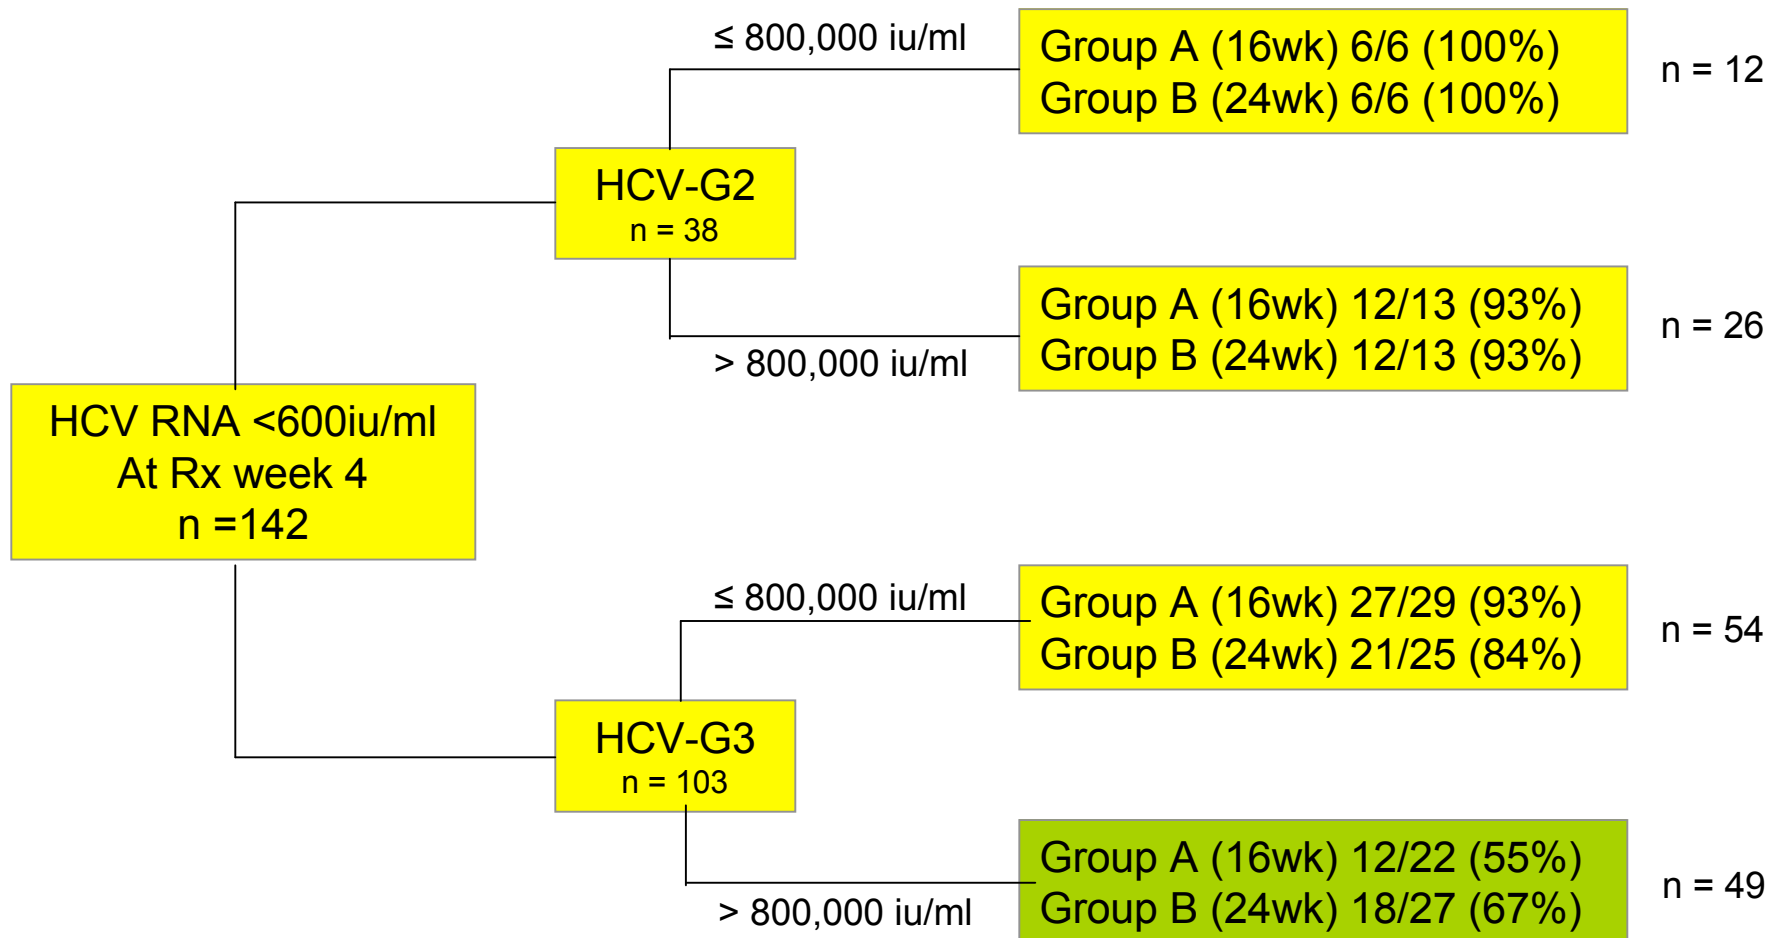 ≤ 800,000 iu/ml
Group A (16wk) 6/6 (100%)
Group B (24wk) 6/6 (100%)
n = 12
HCV-G2
n = 38
> 800,000 iu/ml
Group A (16wk) 12/13 (93%)
Group B (24wk) 12/13 (93%)
n = 26
HCV RNA <600iu/ml
At Rx week 4
n =142
≤ 800,000 iu/ml
Group A (16wk) 27/29 (93%)
Group B (24wk) 21/25 (84%)
n = 54
HCV-G3
n = 103
> 800,000 iu/ml
Group A (16wk) 12/22 (55%)
Group B (24wk) 18/27 (67%)
n = 49